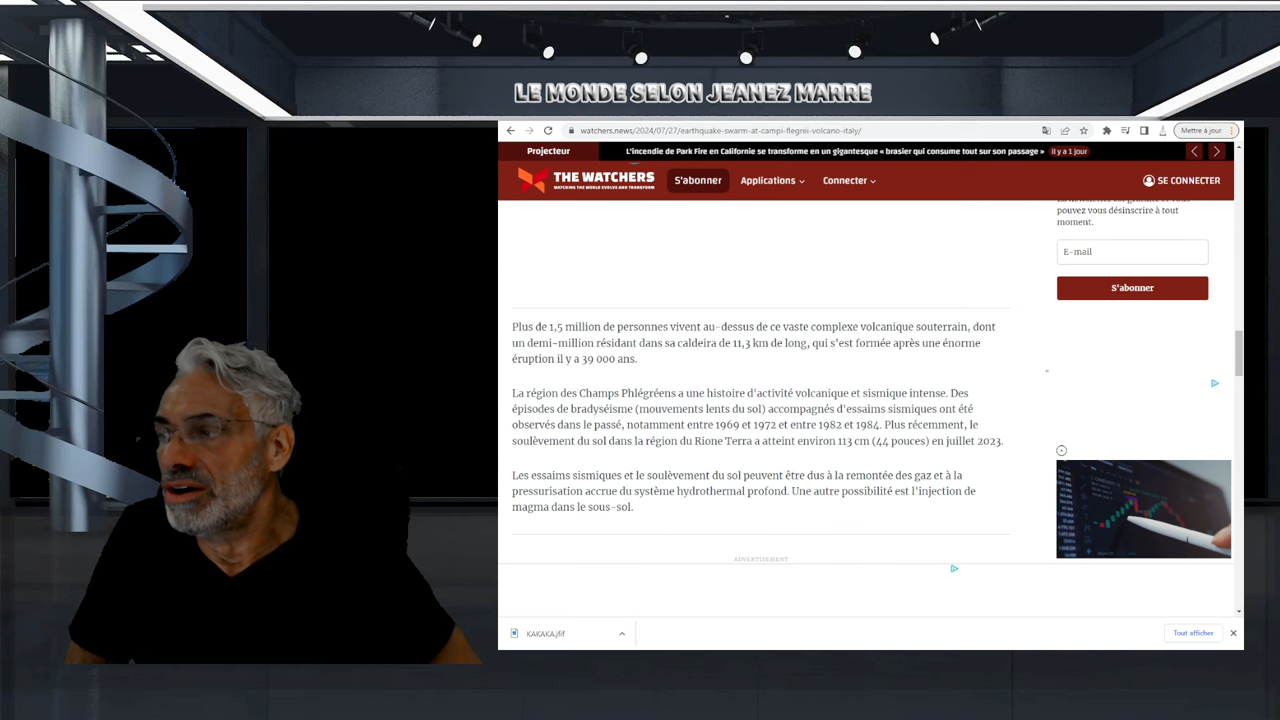 LE MONDE SELON JEANEZ MARRE
watchers.news/2024/07/27/earthquake-swarm-at-campi-flegrei-volcano-italy/
Mettre à jour
Projecteur
L'incendie de Park Fire en Californie se transforme en un gigantesque « brasier qui consume tout sur son passage »
il y a 1 jour
THE WATCHERS
WATCHING THE WORLD EVOLVE AND TRANSFORM
S'abonner
Applications
Connecter
SE CONNECTER
pouvez vous désinscrire à tout
moment.
E-mail
S'abonner
Plus de 1,5 million de personnes vivent au-dessus de ce vaste complexe volcanique souterrain, dont
un demi-million résidant dans sa caldeira de 11,3 km de long, qui s'est formée après une énorme
éruption il y a 39 000 ans.
La région des Champs Phlégréens a une histoire d'activité volcanique et sismique intense. Des
épisodes de bradyséisme (mouvements lents du sol) accompagnés d'essaims sismiques ont été
observés dans le passé, notamment entre 1969 et 1972 et entre 1982 et 1984. Plus récemment, le
soulèvement du sol dans la région du Rione Terra a atteint environ 113 cm (44 pouces) en juillet 2023.
Les essaims sismiques et le soulèvement du sol peuvent être dus à la remontée des gaz et à la
pressurisation accrue du système hydrothermal profond. Une autre possibilité est l'injection de
magma dans le sous-sol.
ADVERTISEMENT
KAKAKA.jfif
Tout afficher